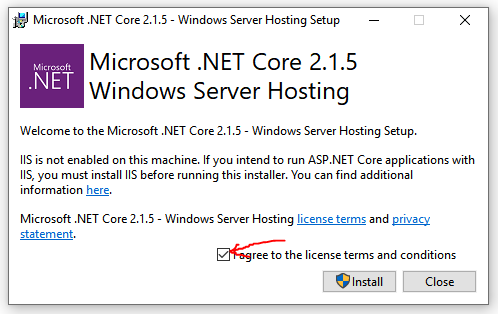 Microsoft .NET Core 2.1.5 - Windows Server Hosting Setup
Microsoft
.NET
Microsoft .NET Core 2.1.5
Windows Server Hosting
Welcome to the Microsoft .NET Core 2.1.5 - Windows Server Hosting Setup.
IIS is not enabled on this machine. If you intend to run ASP.NET Core applications with
IIS, you must install IIS before running this installer. You can find additional
information here.
Microsoft .NET Core 2.1.5 - Windows Server Hosting license terms and privacy
statement.
I agree to the license terms and conditions
Install
Close